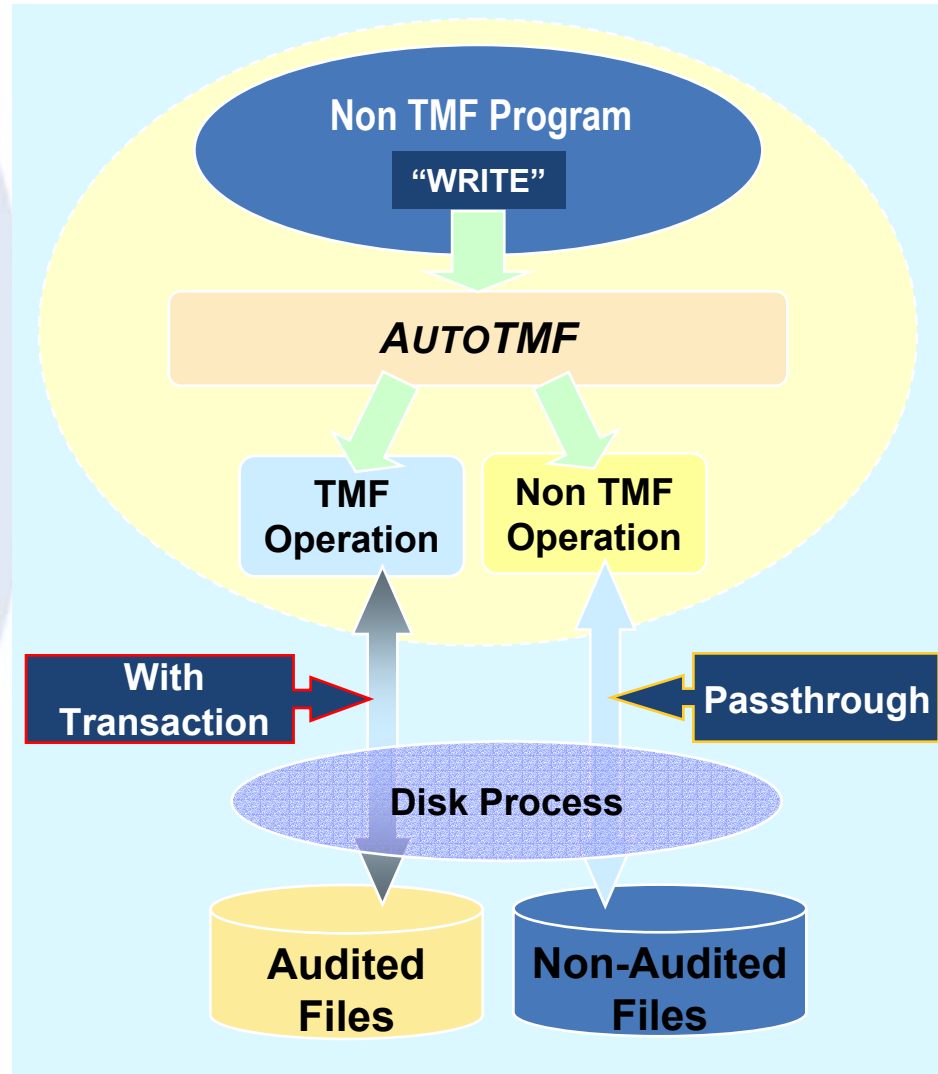 Non TMF Program
“WRITE”
AUTOTMF
TMF
Operation
Non TMF
Operation
With
Transaction
Passthrough
Disk Process
Audited
Files
Non-Audited
Files